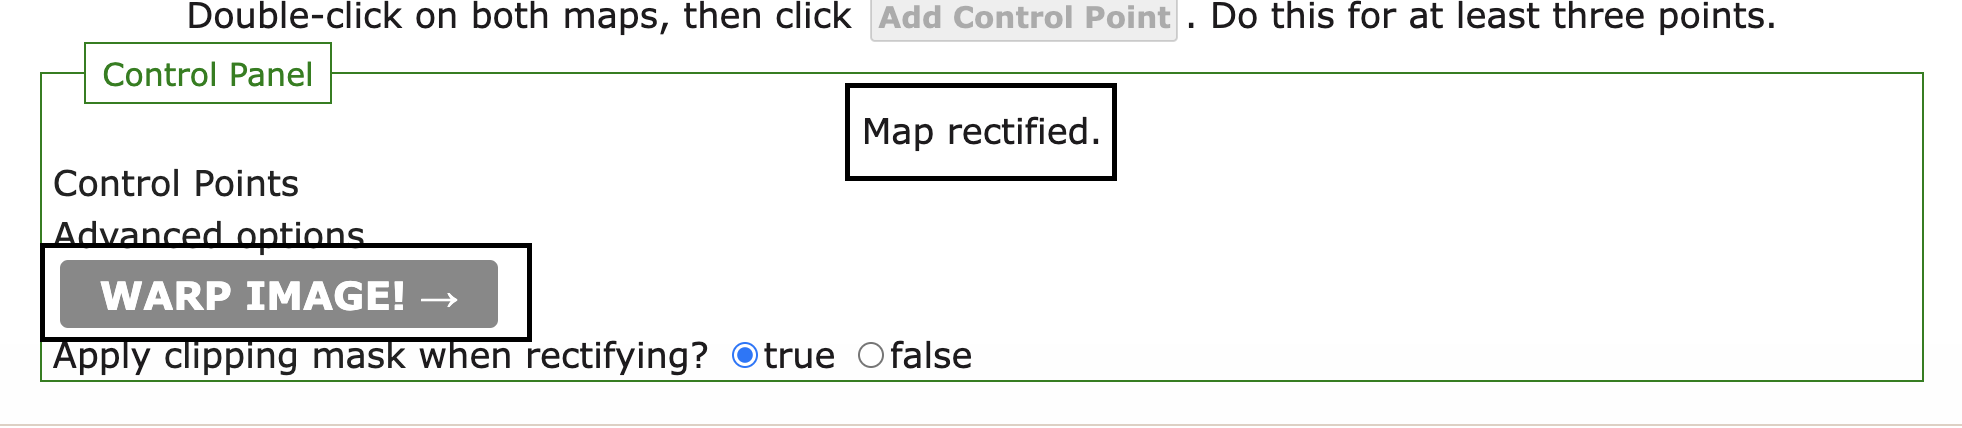 Double-click on both maps, then click Add Control Point . Do this for at least three points.
Control Panel
Map rectified.
Control Points
Advanced options
WARP IMAGE! →
Apply clipping mask when rectifying? true false